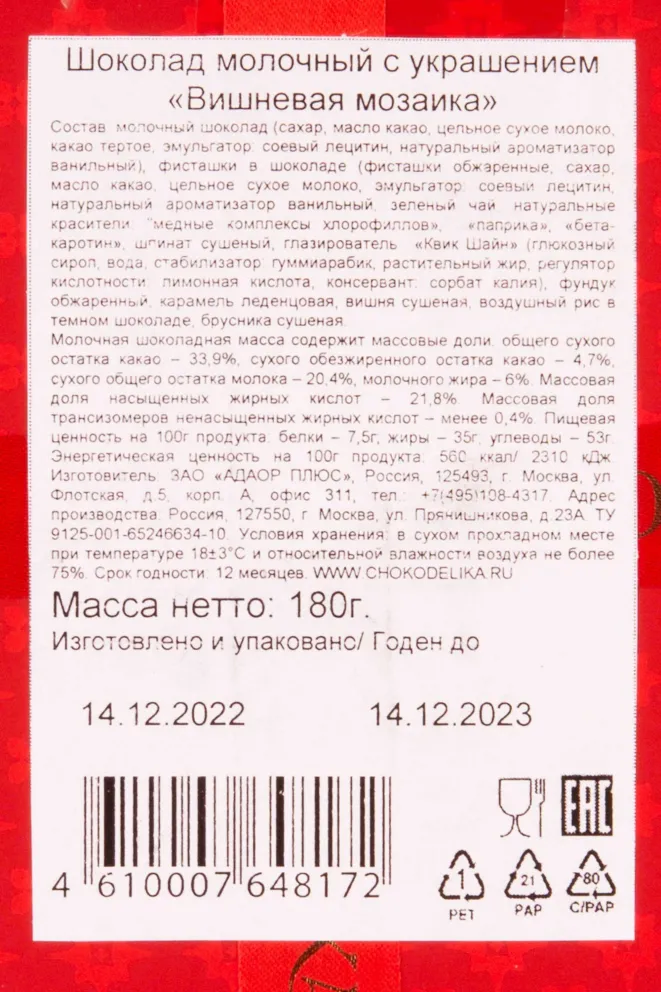 Шоколад молочный с украшением
«Вишневая мозаика»
Состав: молочный шоколад (сахар, масло какао, цельное сухое молоко,
какао тертое, эмульгатор: соевый лецитин, натуральный ароматизатор
ванильный), фисташки в шоколаде (фисташки обжаренные, сахар,
масло какао, цельное сухое молоко, эмульгатор: соевый лецитин,
натуральный ароматизатор ванильный, зеленый чай, натуральные
красители: "медные комплексы хлорофиллов», «паприка», «бета-
каротин», шпинат сушеный, глазирователь «Квик Шайн» (глюкозный
сироп, вода, стабилизатор: гуммиарабик, растительный жир, регулятор
кислотности: лимонная кислота, консервант: сорбат калия), фундук
обжаренный, карамель леденцовая, вишня сушеная, воздушный рис в
темном шоколаде, брусника сушеная.
Молочная шоколадная масса содержит массовые доли: общего сухого
остатка какао – 33,9%, сухого обезжиренного остатка какао – 4,7%,
сухого общего остатка молока – 20,4%, молочного жира – 6%. Массовая
доля насыщенных жирных кислот – 21,8%. Массовая доля
трансизомеров ненасыщенных жирных кислот – менее 0,4%. Пищевая
ценность на 100г продукта: белки – 7,5г, жиры – 35г, углеводы – 53г.
Энергетическая ценность на 100г продукта: 560 ккал/ 2310 кДж.
Изготовитель: ЗАО «АДАОР ПЛЮС», Россия, 125493, г. Москва, ул.
Флотская, д.5, корп. А, офис 311, тел.: +7(495)108-4317. Адрес
производства: Россия, 127550, г. Москва, ул. Прянишникова, д.23А. ТУ
9125-001-65246634-10. Условия хранения: в сухом прохладном месте
при температуре 18±3°С и относительной влажности воздуха не более
75%. Срок годности: 12 месяцев. WWW.CHOKODELIKA.RU
Масса нетто: 180г.
Изготовлено и упаковано/ Годен до
14.12.2022 14.12.2023
EAC
4 610007 648172
1 21 80
PET PAP C/PAP